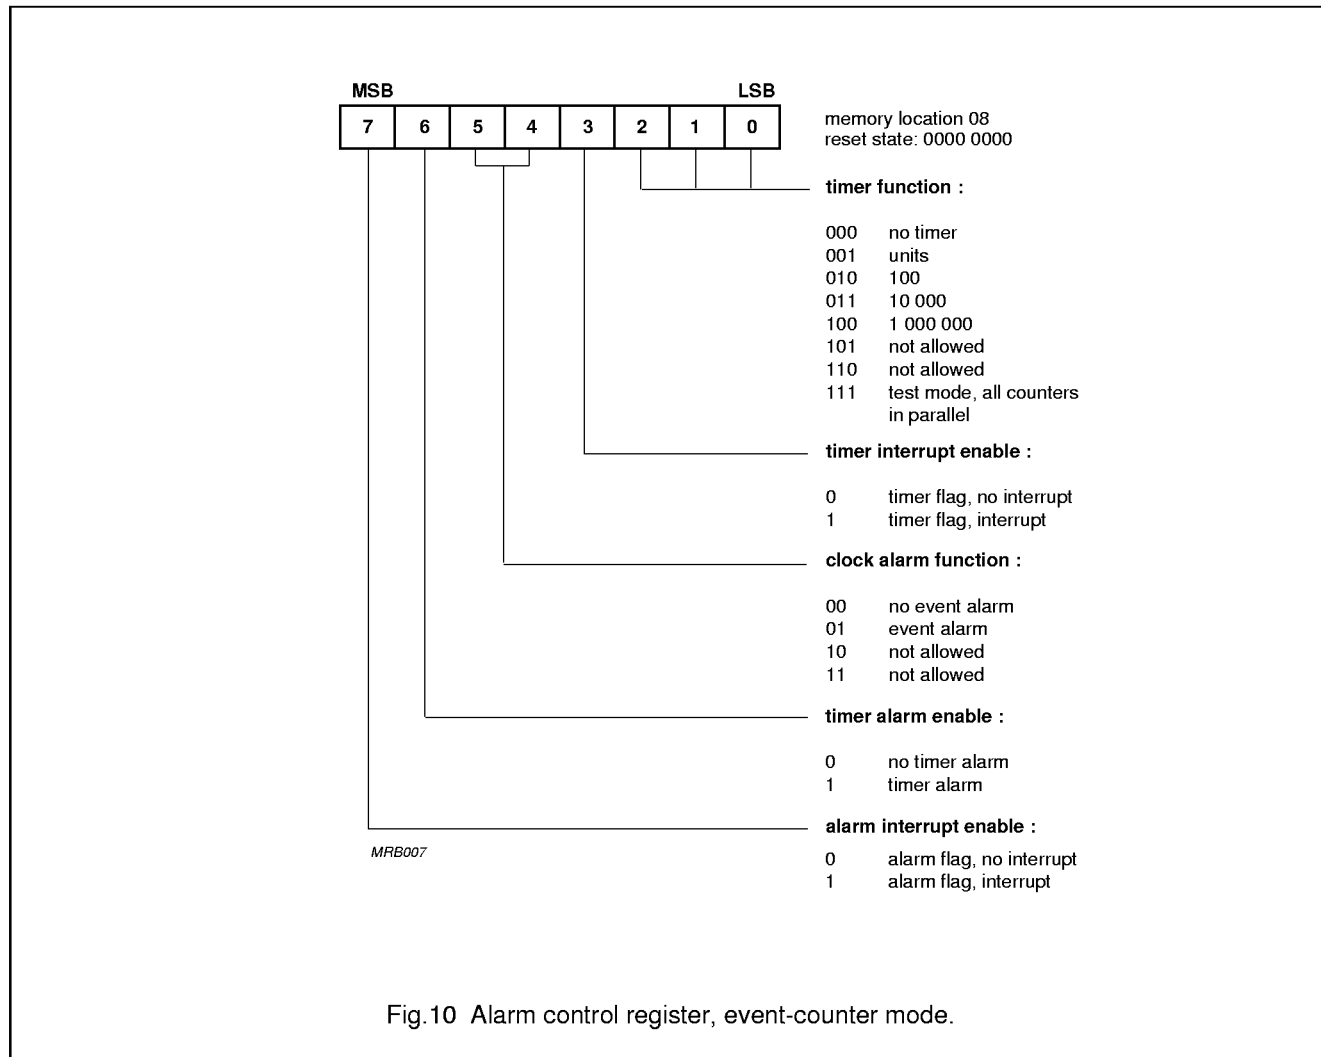 MSB LSB
7 6 5 4 3 2 1 0
memory location 08
reset state: 0000 0000
timer function :
000 no timer
001 units
010 100
011 10 000
100 1 000 000
101 not allowed
110 not allowed
111 test mode, all counters
in parallel
timer interrupt enable :
0 timer flag, no interrupt
1 timer flag, interrupt
clock alarm function :
00 no event alarm
01 event alarm
10 not allowed
11 not allowed
timer alarm enable :
0 no timer alarm
1 timer alarm
alarm interrupt enable :
0 alarm flag, no interrupt
1 alarm flag, interrupt
MRB007
Fig.10 Alarm control register, event-counter mode.